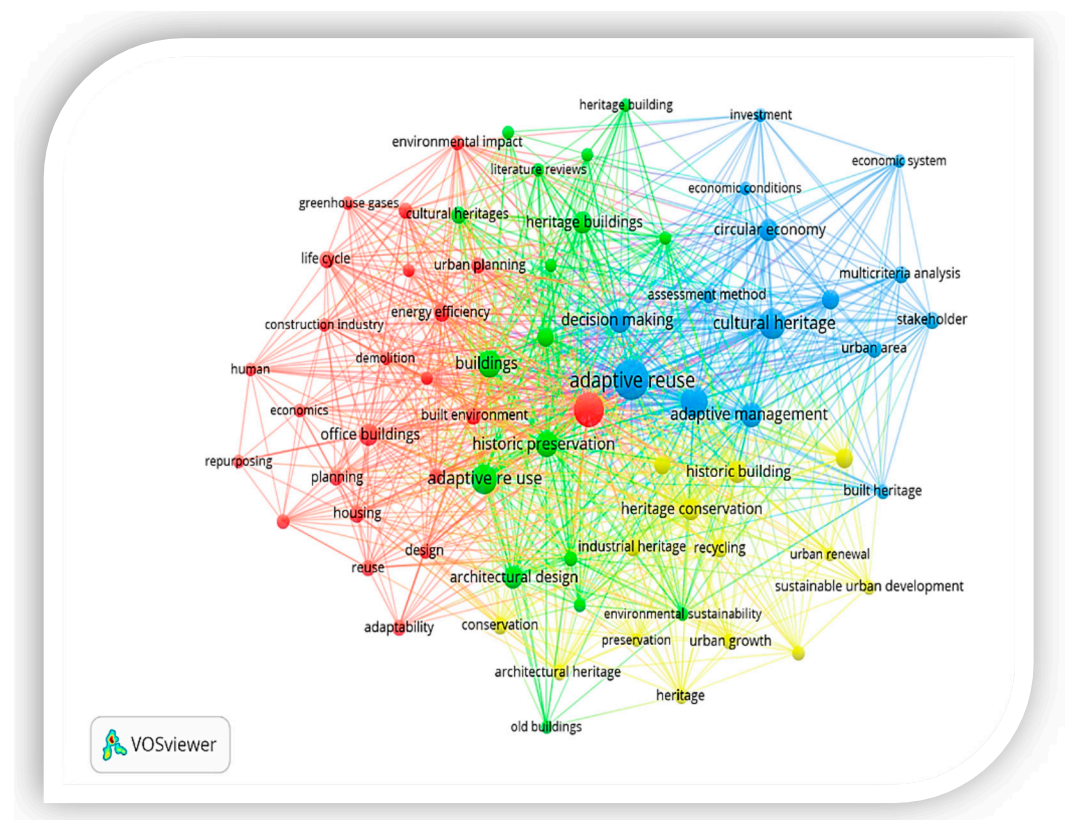 heritage building
investment
environmental impact
economic system
literature reviews
economic conditions
greenhouse gases
cultural heritages
heritage buildings
circular economy
life cycle
urban planning
multicriteria analysis
assessment method
energy efficiency
decision making
cultural heritage
stakeholder
construction industry
urban area
demolition
buildings
human
adaptive reuse
economics
built environment
adaptive management
office buildings
historic preservation
repurposing
historic building
planning
adaptive re use
built heritage
housing
heritage conservation
design
industrial heritage
recycling
urban renewal
reuse
architectural design
sustainable urban development
environmental sustainability
adaptability
conservation
preservation
urban growth
architectural heritage
heritage
old buildings
VOSviewer